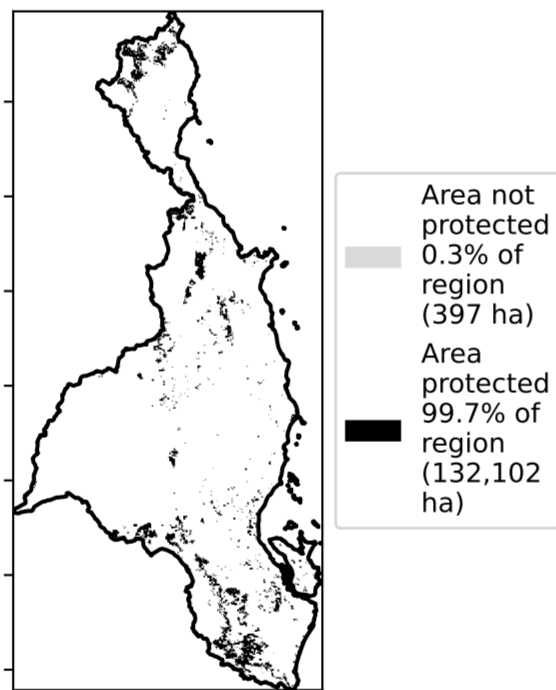 Area not
protected
0.3% of
region
(397 ha)
Area
protected
99.7% of
region
(132,102
ha)